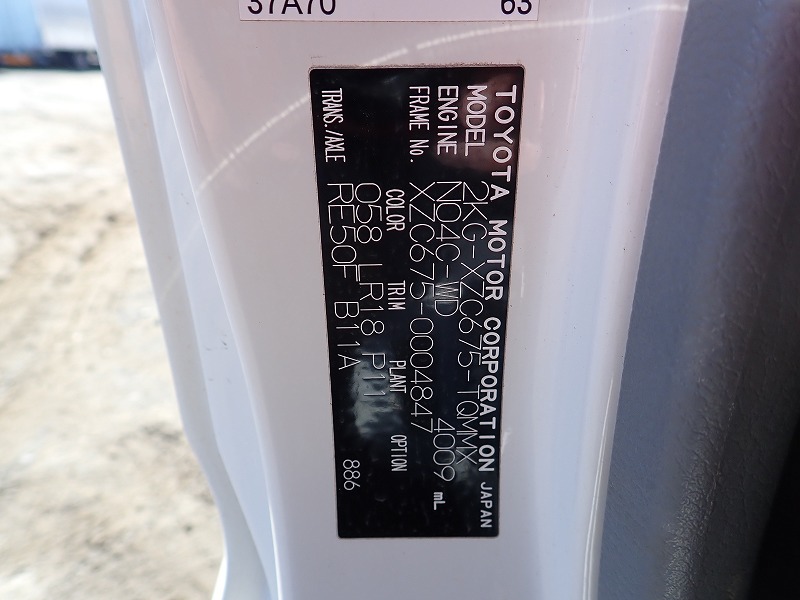 37A70 63
TOYOTA MOTOR CORPORATION JAPAN
MODEL 2KG-XZC675-TQMMX
ENGINE N04C-WD 4009 mL
FRAME No. XZC675-0004847
COLOR TRIM PLANT OPTION
058 LR18 P11
TRANS./AXLE RE50F B11A 886